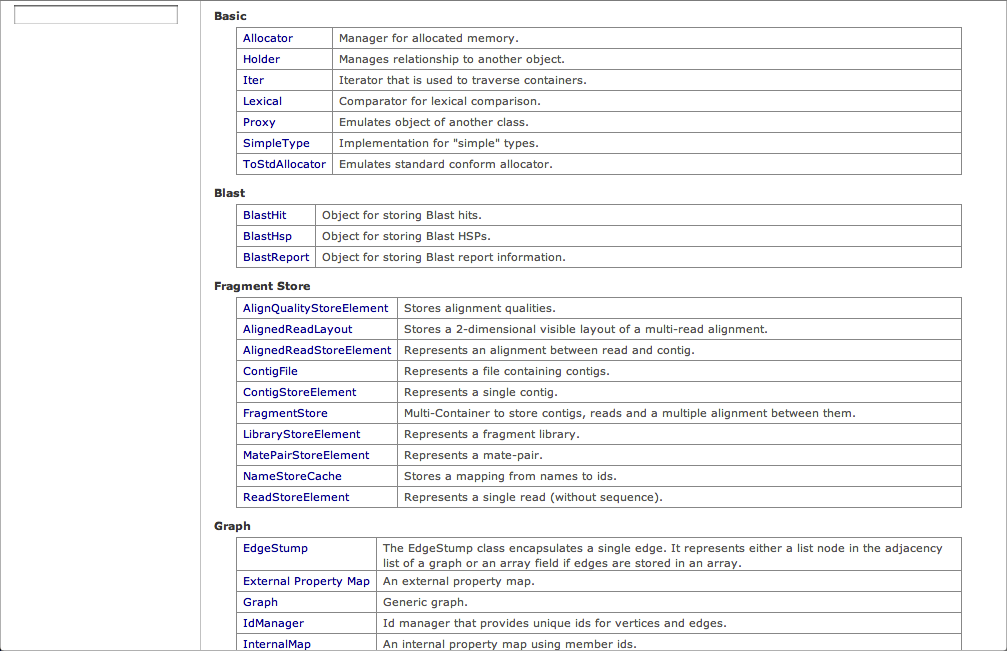 Basic
Allocator Manager for allocated memory.
Holder Manages relationship to another object.
Iter Iterator that is used to traverse containers.
Lexical Comparator for lexical comparison.
Proxy Emulates object of another class.
SimpleType Implementation for "simple" types.
ToStdAllocator Emulates standard conform allocator.
Blast
BlastHit Object for storing Blast hits.
BlastHsp Object for storing Blast HSPs.
BlastReport Object for storing Blast report information.
Fragment Store
AlignQualityStoreElement Stores alignment qualities.
AlignedReadLayout Stores a 2-dimensional visible layout of a multi-read alignment.
AlignedReadStoreElement Represents an alignment between read and contig.
ContigFile Represents a file containing contigs.
ContigStoreElement Represents a single contig.
FragmentStore Multi-Container to store contigs, reads and a multiple alignment between them.
LibraryStoreElement Represents a fragment library.
MatePairStoreElement Represents a mate-pair.
NameStoreCache Stores a mapping from names to ids.
ReadStoreElement Represents a single read (without sequence).
Graph
EdgeStump The EdgeStump class encapsulates a single edge. It represents either a list node in the adjacency
list of a graph or an array field if edges are stored in an array.
External Property Map An external property map.
Graph Generic graph.
IdManager Id manager that provides unique ids for vertices and edges.
InternalMap An internal property map using member ids.